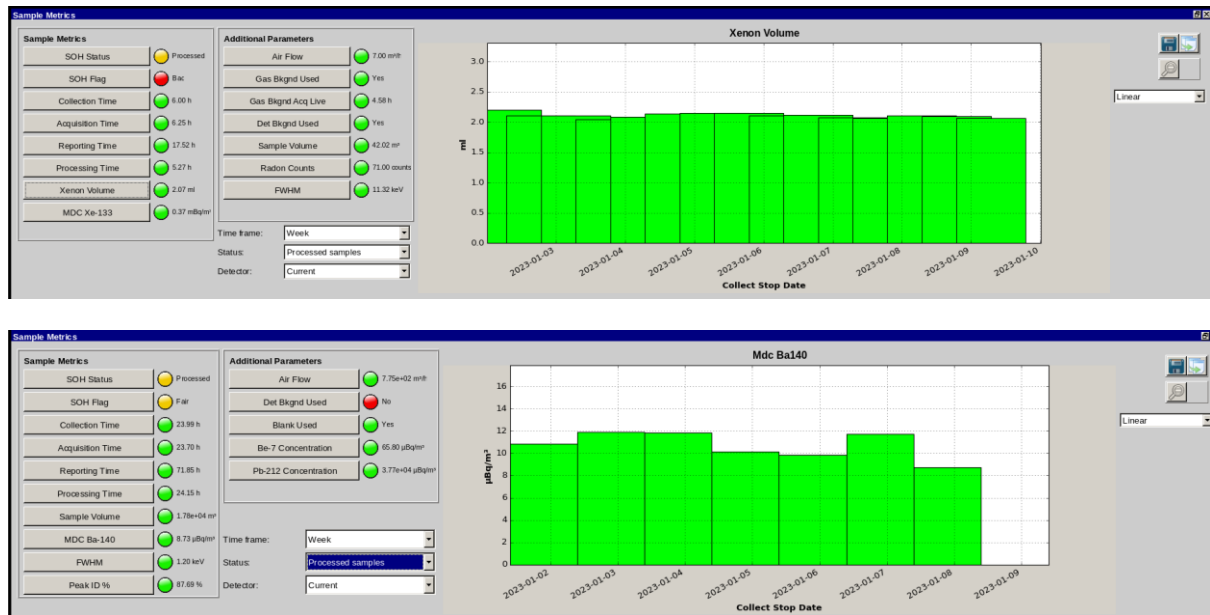 Sample Metrics
Sample Metrics
SOH Status Processed
SOH Flag Bac
Collection Time 6.00 h
Acquisition Time 6.25 h
Reporting Time 17.52 h
Processing Time 5.27 h
Xenon Volume 2.07 ml
MDC Xe-133 0.37 mBq/m³
Additional Parameters
Air Flow 7.00 m³/h
Gas Bkgnd Used Yes
Gas Bkgnd Acq Live 4.58 h
Det Bkgnd Used Yes
Sample Volume 42.02 m³
Radon Counts 71.00 counts
FWHM 11.32 keV
Time frame: Week
Status: Processed samples
Detector: Current
Xenon Volume
3.0
2.5
2.0
1.5
1.0
0.5
0.0
ml
2023-01-03 2023-01-04 2023-01-05 2023-01-06 2023-01-07 2023-01-08 2023-01-09 2023-01-10
Collect Stop Date
Linear
Sample Metrics
Sample Metrics
SOH Status Processed
SOH Flag Fair
Collection Time 23.99 h
Acquisition Time 23.70 h
Reporting Time 71.85 h
Processing Time 24.15 h
Sample Volume 1.78e+04 m³
MDC Ba-140 8.73 µBq/m³
FWHM 1.20 keV
Peak ID % 87.69 %
Additional Parameters
Air Flow 7.75e+02 m³/h
Det Bkgnd Used No
Blank Used Yes
Be-7 Concentration 65.80 µBq/m³
Pb-212 Concentration 3.77e+04 µBq/m³
Time frame: Week
Status: Processed samples
Detector: Current
Mdc Ba140
16
14
12
10
8
6
4
2
0
µBq/m³
2023-01-02 2023-01-03 2023-01-04 2023-01-05 2023-01-06 2023-01-07 2023-01-08 2023-01-09
Collect Stop Date
Linear